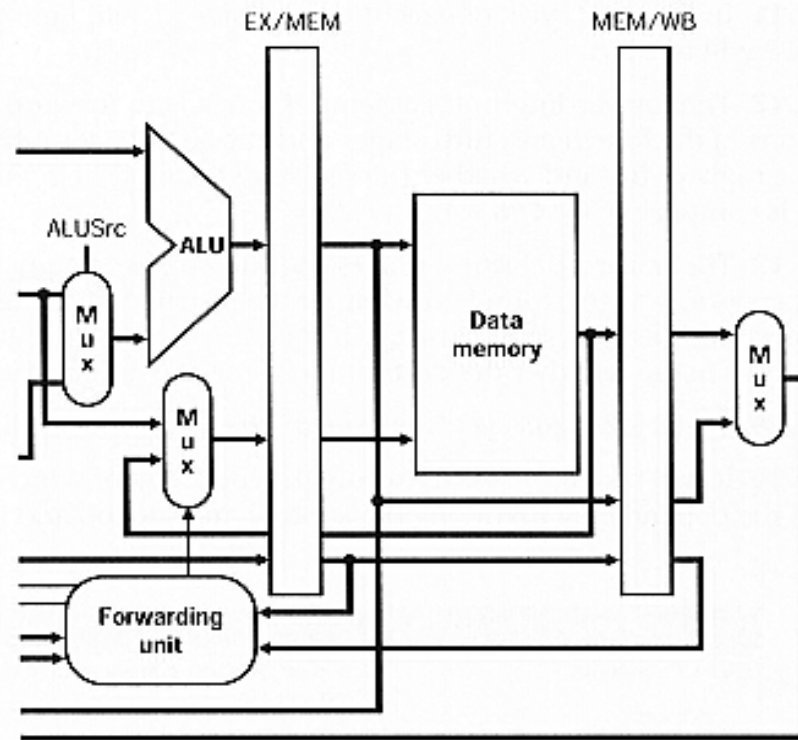 EX/MEM
MEM/WB
ALUSrc
ALU
M
u
x
M
u
x
Data
memory
M
u
x
Forwarding
unit